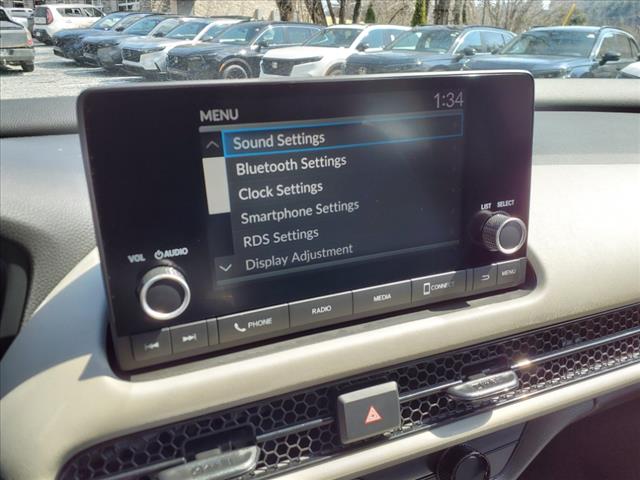 MENU
1:34
Sound Settings
Bluetooth Settings
Clock Settings
Smartphone Settings
RDS Settings
Display Adjustment
VOL AUDIO
LIST SELECT
PHONE
RADIO
MEDIA
CONNECT
MENU